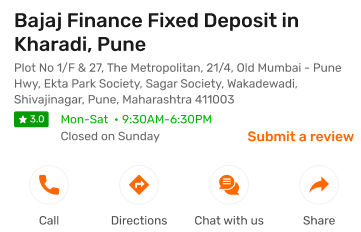 Bajaj Finance Fixed Deposit in
Kharadi, Pune
Plot No 1/F & 27, The Metropolitan, 21/4, Old Mumbai - Pune
Hwy, Ekta Park Society, Sagar Society, Wakadewadi,
Shivajinagar, Pune, Maharashtra 411003
★ 3.0 Mon-Sat • 9:30AM-6:30PM
Closed on Sunday Submit a review
Call Directions Chat with us Share